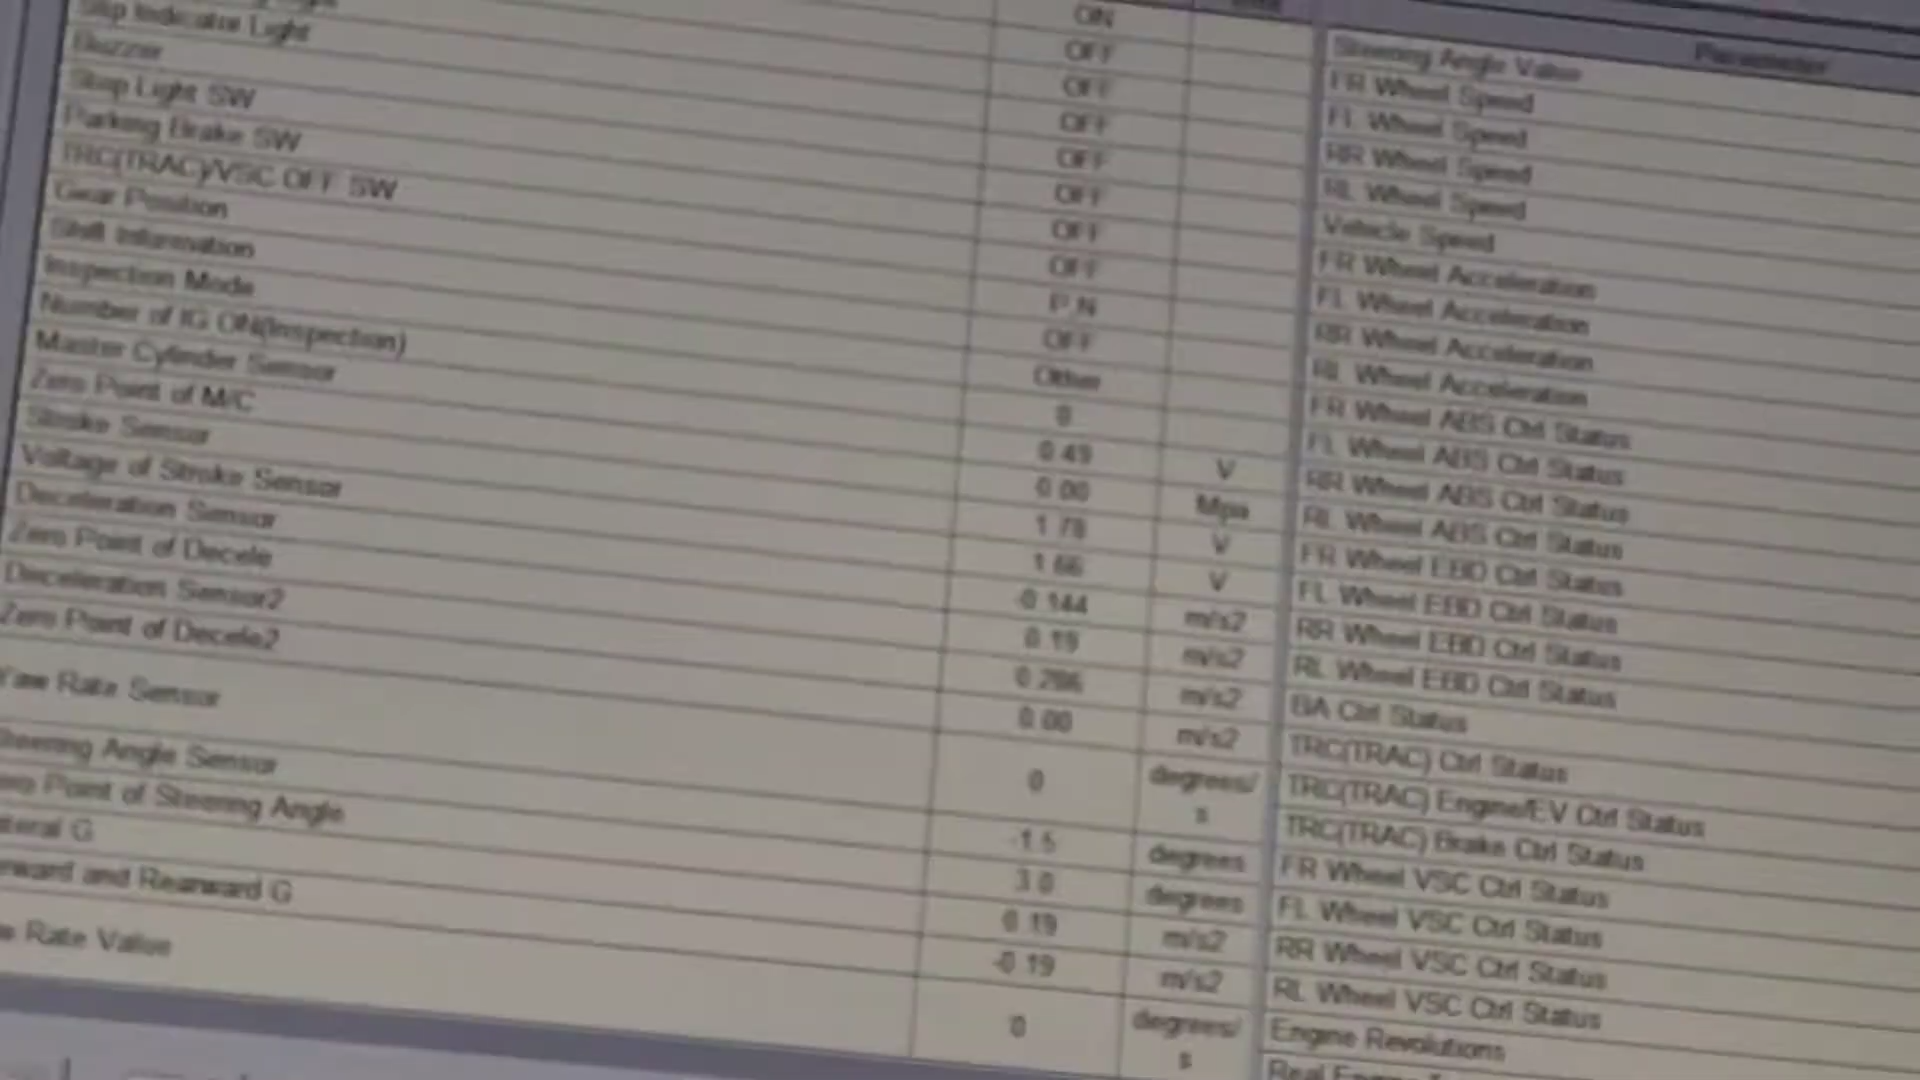 ON
Slip Indicator Light OFF
Buzzer OFF
Stop Light SW OFF
Parking Brake SW OFF
TRC(TRAC)/VSC OFF SW OFF
Gear Position P,N
Shift Information
Inspection Mode
Number of IG ON(Inspection) 0
Master Cylinder Sensor 0.49 V
Zero Point of M/C 0.00 Mpa
Stroke Sensor 1.78 V
Voltage of Stroke Sensor 1.66 V
Deceleration Sensor -0.144 m/s2
Zero Point of Decele 0.19 m/s2
Deceleration Sensor2 m/s2
Zero Point of Decele2 0.00 m/s2
Yaw Rate Sensor 0 degrees/s
Steering Angle Sensor -1.5 degrees
Zero Point of Steering Angle 3.0 degrees
0.19 m/s2
and Rearward G -0.19 m/s2
Rate Value 0 degrees/s
Parameter
Steering Angle Value
FR Wheel Speed
FL Wheel Speed
RR Wheel Speed
RL Wheel Speed
Vehicle Speed
FR Wheel Acceleration
FL Wheel Acceleration
RR Wheel Acceleration
RL Wheel Acceleration
FR Wheel ABS Ctrl Status
FL Wheel ABS Ctrl Status
RR Wheel ABS Ctrl Status
RL Wheel ABS Ctrl Status
FR Wheel EBD Ctrl Status
FL Wheel EBD Ctrl Status
RR Wheel EBD Ctrl Status
RL Wheel EBD Ctrl Status
BA Ctrl Status
TRC(TRAC) Ctrl Status
TRC(TRAC) Engine/EV Ctrl Status
TRC(TRAC) Brake Ctrl Status
FR Wheel VSC Ctrl Status
FL Wheel VSC Ctrl Status
RR Wheel VSC Ctrl Status
RL Wheel VSC Ctrl Status
Engine Revolutions